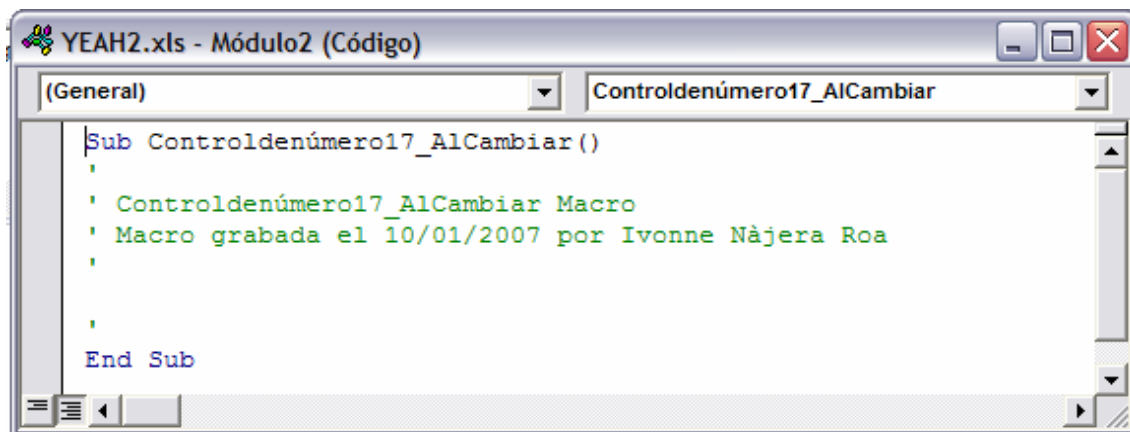 YEAH2.xls - Módulo2 (Código)
(General) Controldenúmero17_AlCambiar
Sub Controldenúmero17_AlCambiar()
'
' Controldenúmero17_AlCambiar Macro
' Macro grabada el 10/01/2007 por Ivonne Nàjera Roa
'
'
End Sub